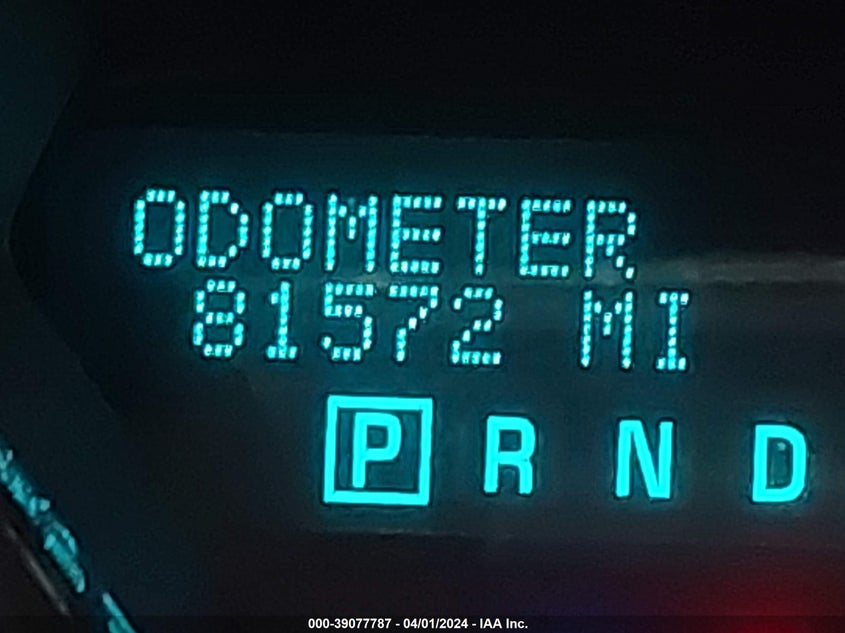 ODOMETER
81572 MI
P R N D
000-39077787 - 04/01/2024 - IAA Inc.